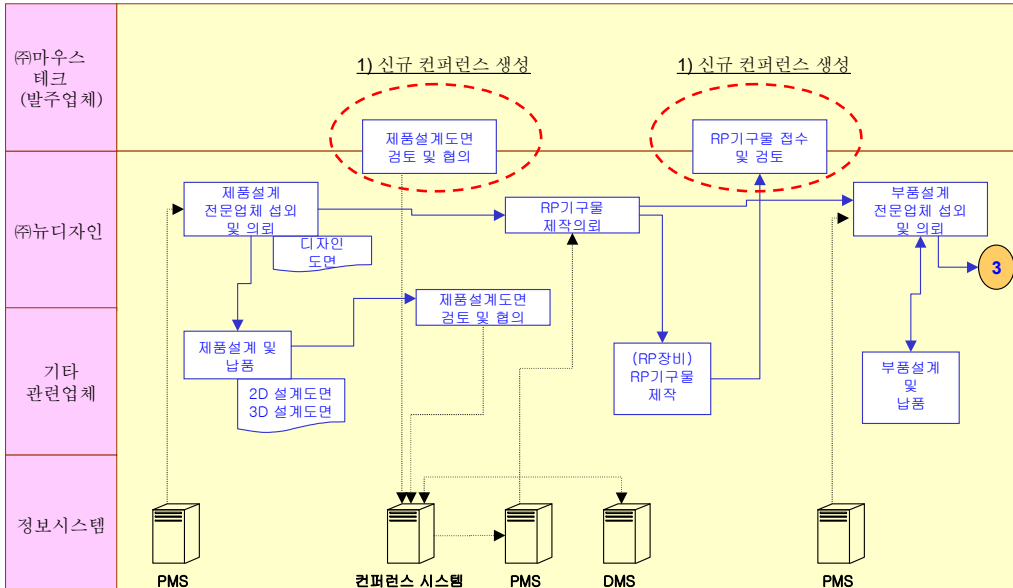 ㈜마우스
테크
(발주업체)
1) 신규 컨퍼런스 생성
1) 신규 컨퍼런스 생성
제품설계도면
검토 및 협의
RP기구물 접수
및 검토
㈜뉴디자인
제품설계
전문업체 섭외
및 의뢰
디자인
도면
RP기구물
제작의뢰
부품설계
전문업체 섭외
및 의뢰
3
제품설계도면
검토 및 협의
기타
관련업체
제품설계 및
납품
2D 설계도면
3D 설계도면
(RP장비)
RP기구물
제작
부품설계
및
납품
정보시스템
PMS
컨퍼런스 시스템
PMS
DMS
PMS